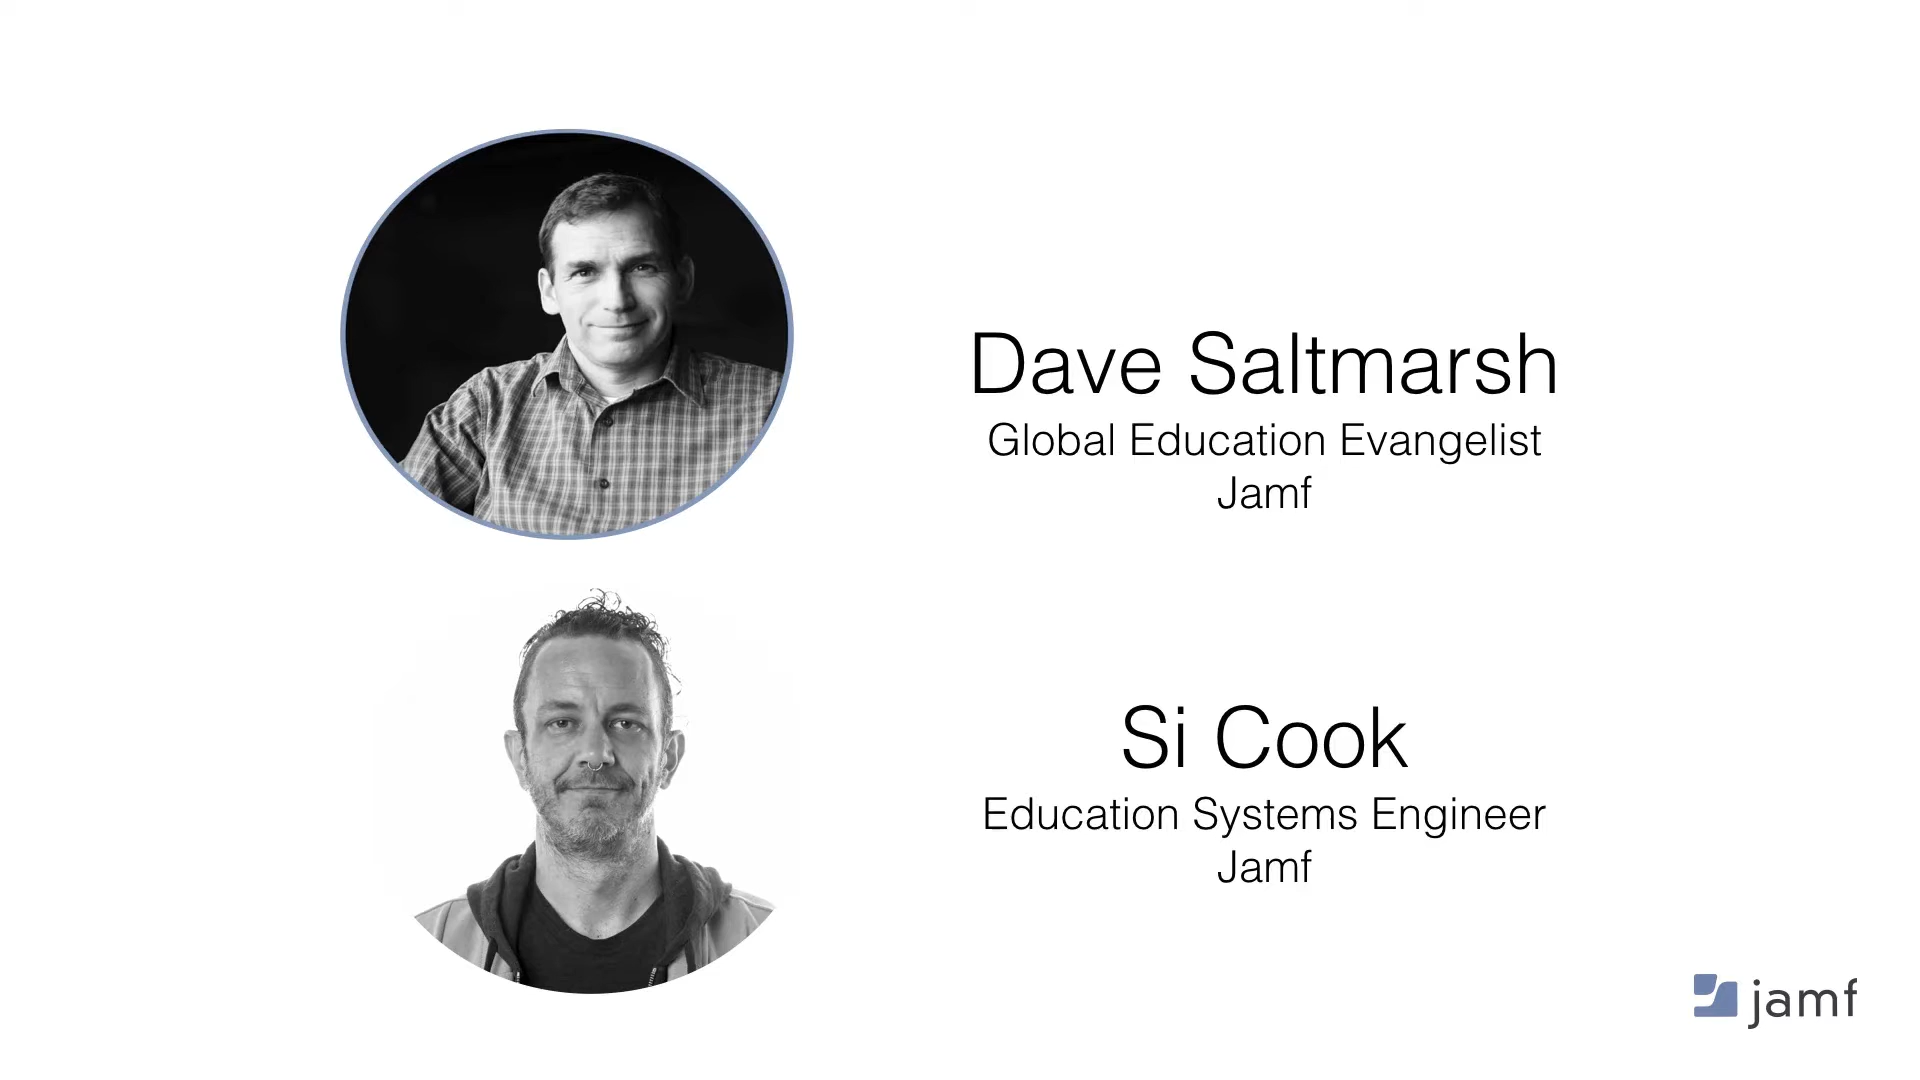 Dave Saltmarsh
Global Education Evangelist
Jamf
Si Cook
Education Systems Engineer
Jamf
jamf